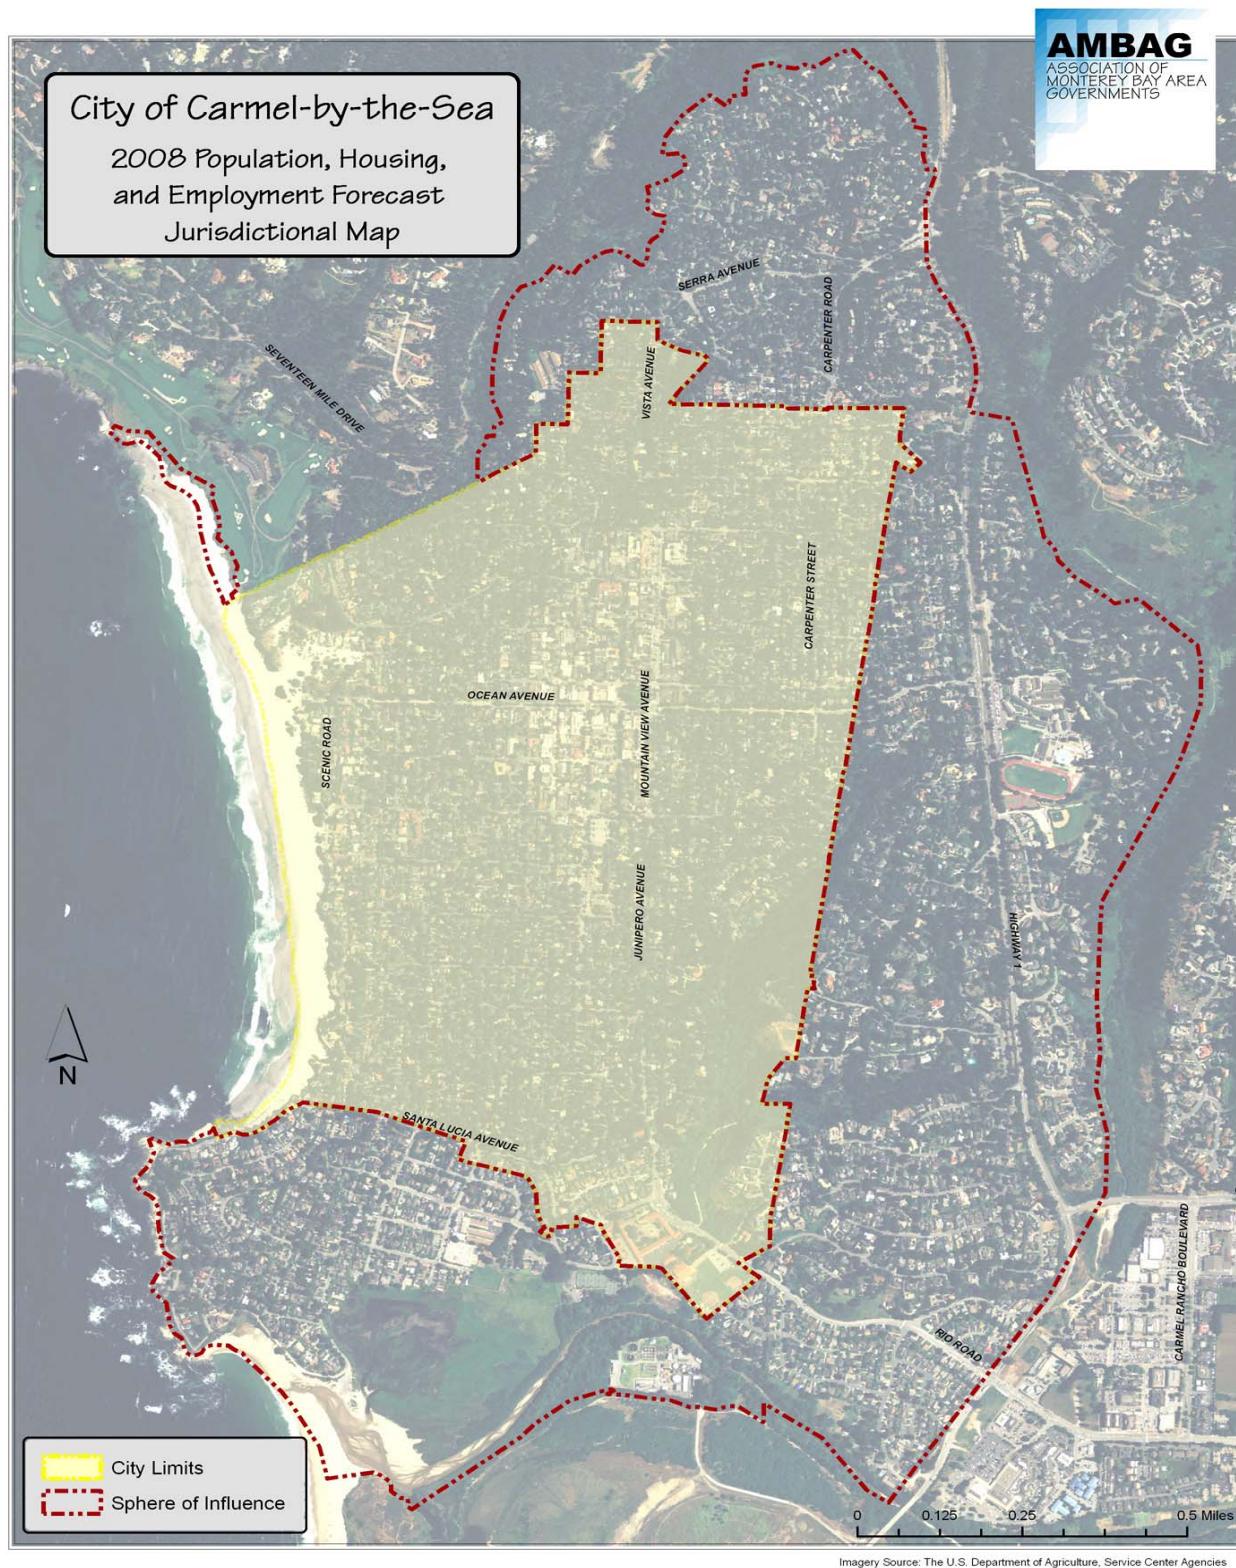 AMBAG
ASSOCIATION OF
MONTEREY BAY AREA
GOVERNMENTS
City of Carmel-by-the-Sea
2008 Population, Housing,
and Employment Forecast
Jurisdictional Map
SERRA AVENUE
CARPENTER ROAD
SEVENTEEN MILE DRIVE
VISTA AVENUE
CARPENTER STREET
OCEAN AVENUE
MOUNTAIN VIEW AVENUE
SCENIC ROAD
JUNIPERO AVENUE
HIGHWAY 1
N
SANTA LUCIA AVENUE
CARMEL RANCHO BOULEVARD
RIO ROAD
City Limits
Sphere of Influence
0 0.125 0.25 0.5 Miles
Imagery Source: The U.S. Department of Agriculture, Service Center Agencies